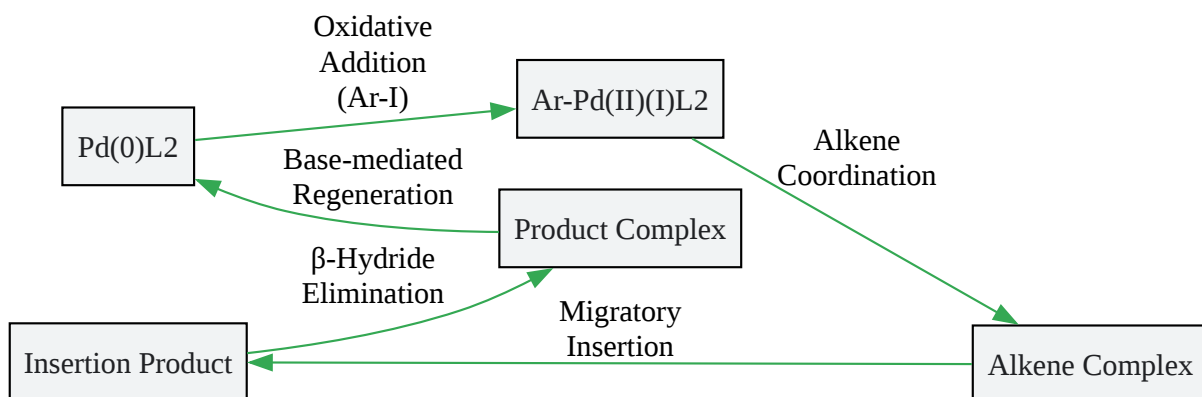 Oxidative
Addition
(Ar-I)
Pd(0)L2
Ar-Pd(II)(I)L2
Alkene
Coordination
Base-mediated
Regeneration
Product Complex
β-Hydride
Elimination
Migratory
Insertion
Insertion Product
Alkene Complex